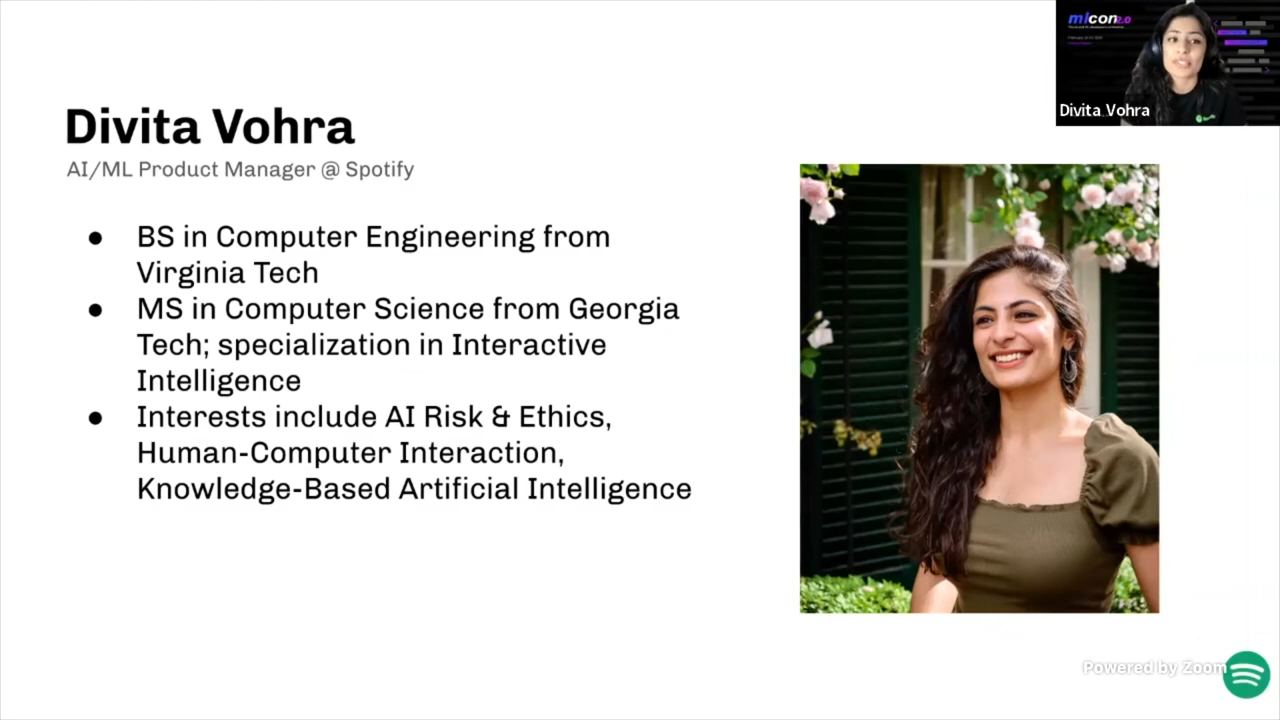 mlcon2.0
Divita Vohra
Divita Vohra
AI/ML Product Manager @ Spotify
● BS in Computer Engineering from
Virginia Tech
● MS in Computer Science from Georgia
Tech; specialization in Interactive
Intelligence
● Interests include AI Risk & Ethics,
Human-Computer Interaction,
Knowledge-Based Artificial Intelligence
Powered by Zoom